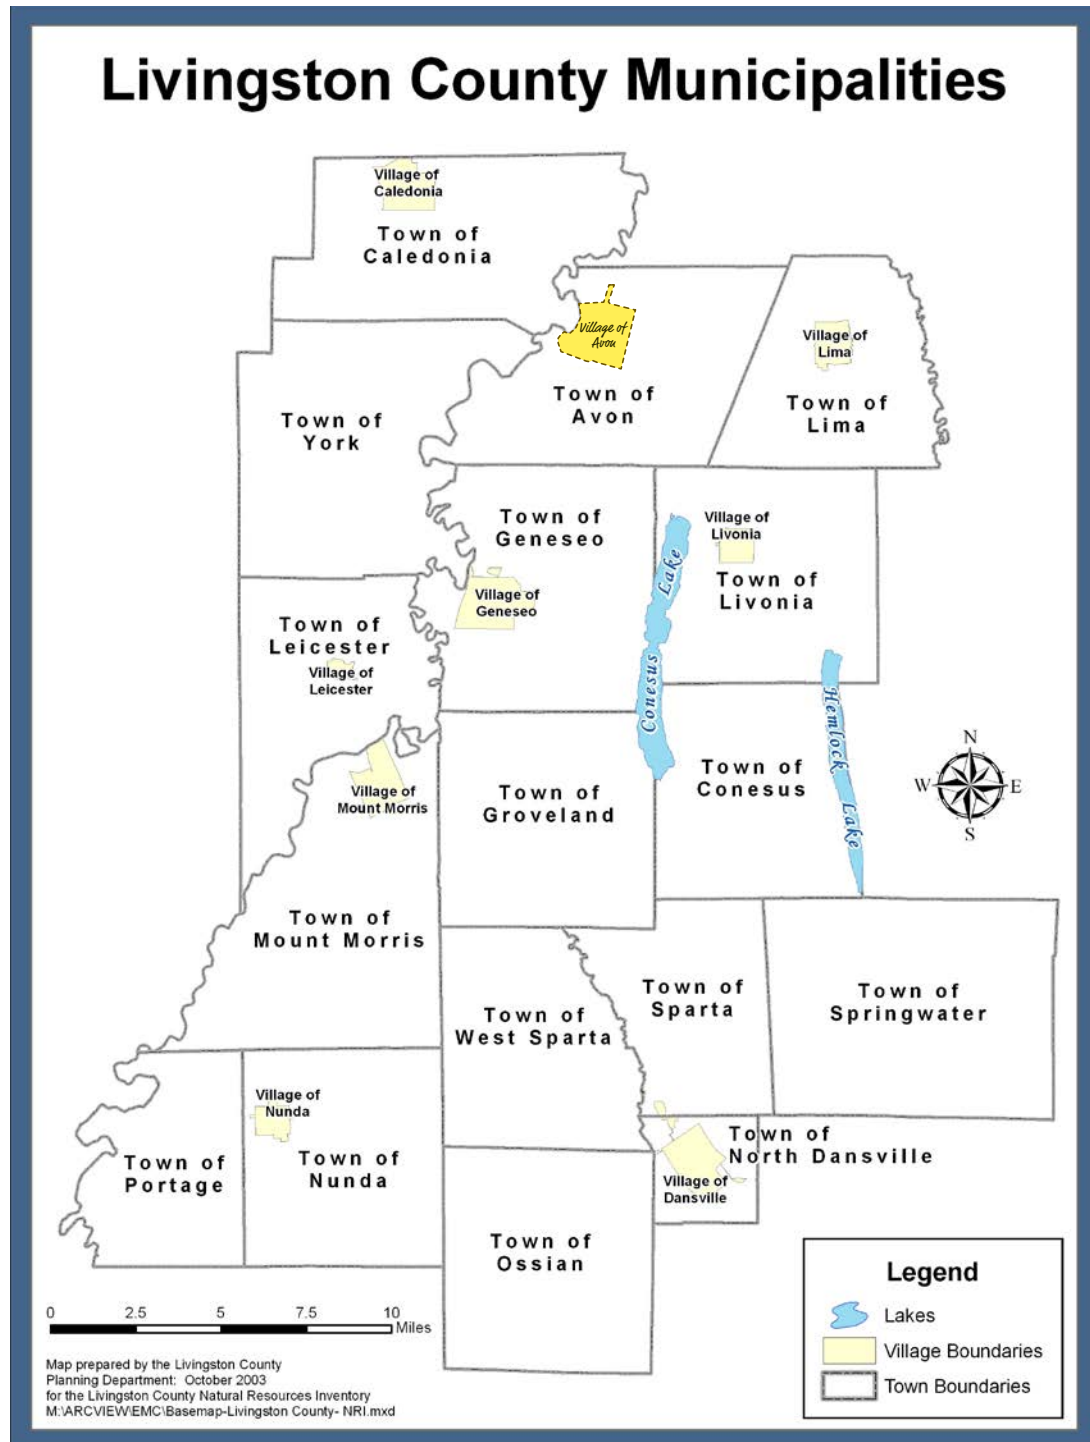 Livingston County Municipalities
Village of
Caledonia
Town of
Caledonia
Village of
Avon
Town of
Avon
Village of
Lima
Town of
Lima
Town of
York
Town of
Geneseo
Village of
Geneseo
Village of
Livonia
Town of
Livonia
Conesus Lake
Town of
Leicester
Village of
Leicester
Hemlock Lake
Village of
Mount Morris
Town of
Groveland
Town of
Conesus
N
W
E
S
Town of
Mount Morris
Town of
West Sparta
Town of
Sparta
Town of
Springwater
Village of
Nunda
Town of
Nunda
Town of
Portage
Town of
North Dansville
Village of
Dansville
Town of
Ossian
0 2.5 5 7.5 10
Miles
Map prepared by the Livingston County
Planning Department: October 2003
for the Livingston County Natural Resources Inventory
M:\ARCVIEW\EMC\Basemap-Livingston County- NRI.mxd
Legend
Lakes
Village Boundaries
Town Boundaries